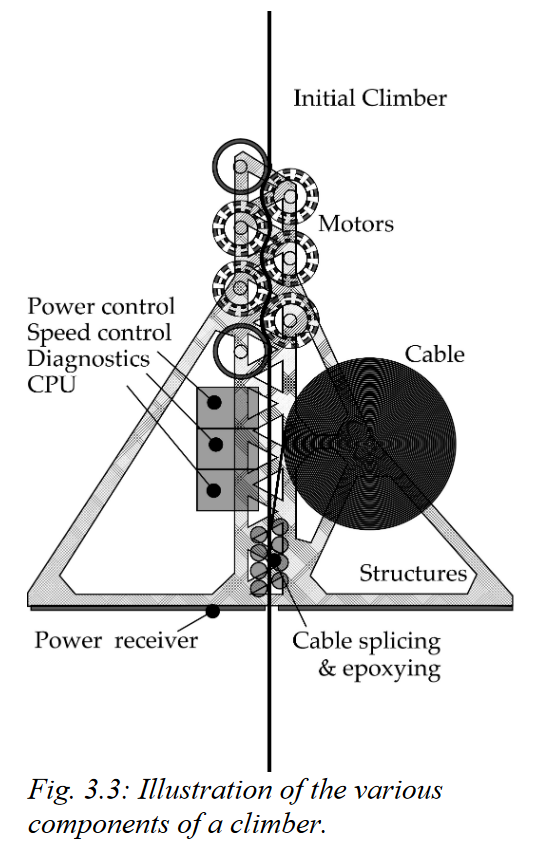 Initial Climber
Motors
Power control
Speed control
Diagnostics
CPU
Cable
Structures
Power receiver
Cable splicing
& epoxying
Fig. 3.3: Illustration of the various
components of a climber.